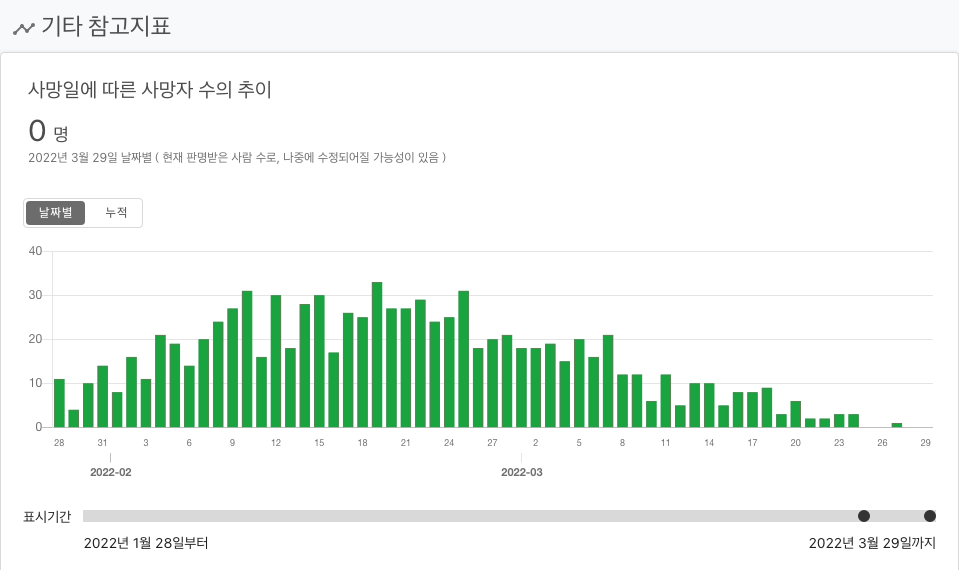 기타 참고지표
사망일에 따른 사망자 수의 추이
0 명
2022년 3월 29일 날짜별 ( 현재 판명받은 사람 수로, 나중에 수정되어질 가능성이 있음 )
날짜별 누적
40
30
20
10
0
28 31 3 6 9 12 15 18 21 24 27 2 5 8 11 14 17 20 23 26 29
2022-02 2022-03
표시기간
2022년 1월 28일부터 2022년 3월 29일까지